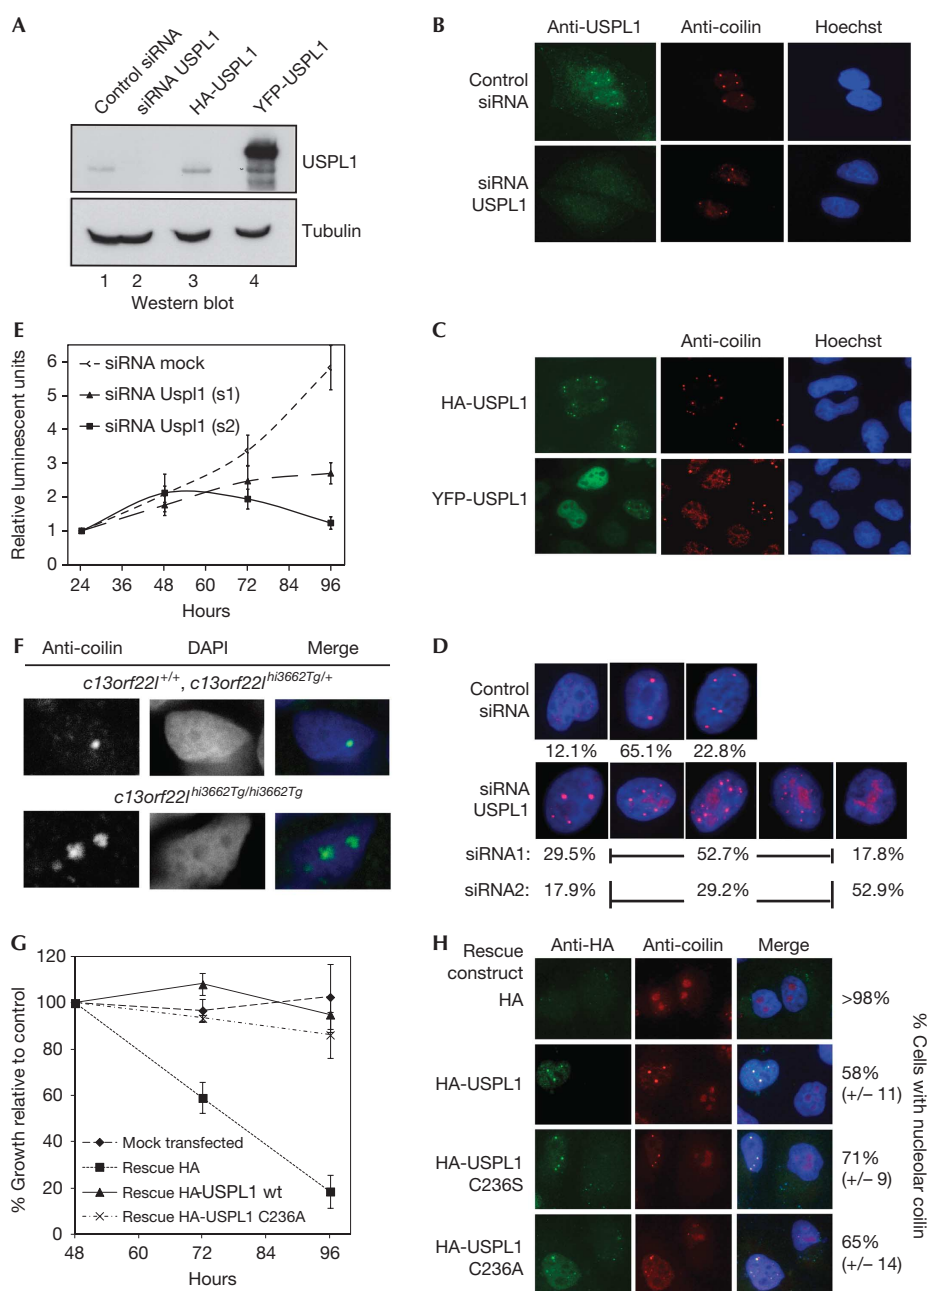 A
Control siRNA
siRNA USPL1
HA-USPL1
YFP-USPL1
USPL1
Tubulin
1 2 3 4
Western blot
B
Anti-USPL1 Anti-coilin Hoechst
Control siRNA
siRNA USPL1
E
Relative luminescent units
siRNA mock
siRNA Uspl1 (s1)
siRNA Uspl1 (s2)
6
5
4
3
2
1
0
24 36 48 60 72 84 96
Hours
C
Anti-coilin Hoechst
HA-USPL1
YFP-USPL1
F
Anti-coilin DAPI Merge
c13orf22l+/+, c13orf22lhi3662Tg/+
c13orf22lhi3662Tg/hi3662Tg
D
Control siRNA
12.1% 65.1% 22.8%
siRNA USPL1
siRNA1: 29.5% 52.7% 17.8%
siRNA2: 17.9% 29.2% 52.9%
G
% Growth relative to control
120
100
80
60
40
20
0
Mock transfected
Rescue HA
Rescue HA-USPL1 wt
Rescue HA-USPL1 C236A
48 60 72 84 96
Hours
H
Rescue construct
Anti-HA Anti-coilin Merge
HA
>98%
HA-USPL1
58%
(+/– 11)
HA-USPL1
C236S
71%
(+/– 9)
HA-USPL1
C236A
65%
(+/– 14)
% Cells with nucleolar coilin